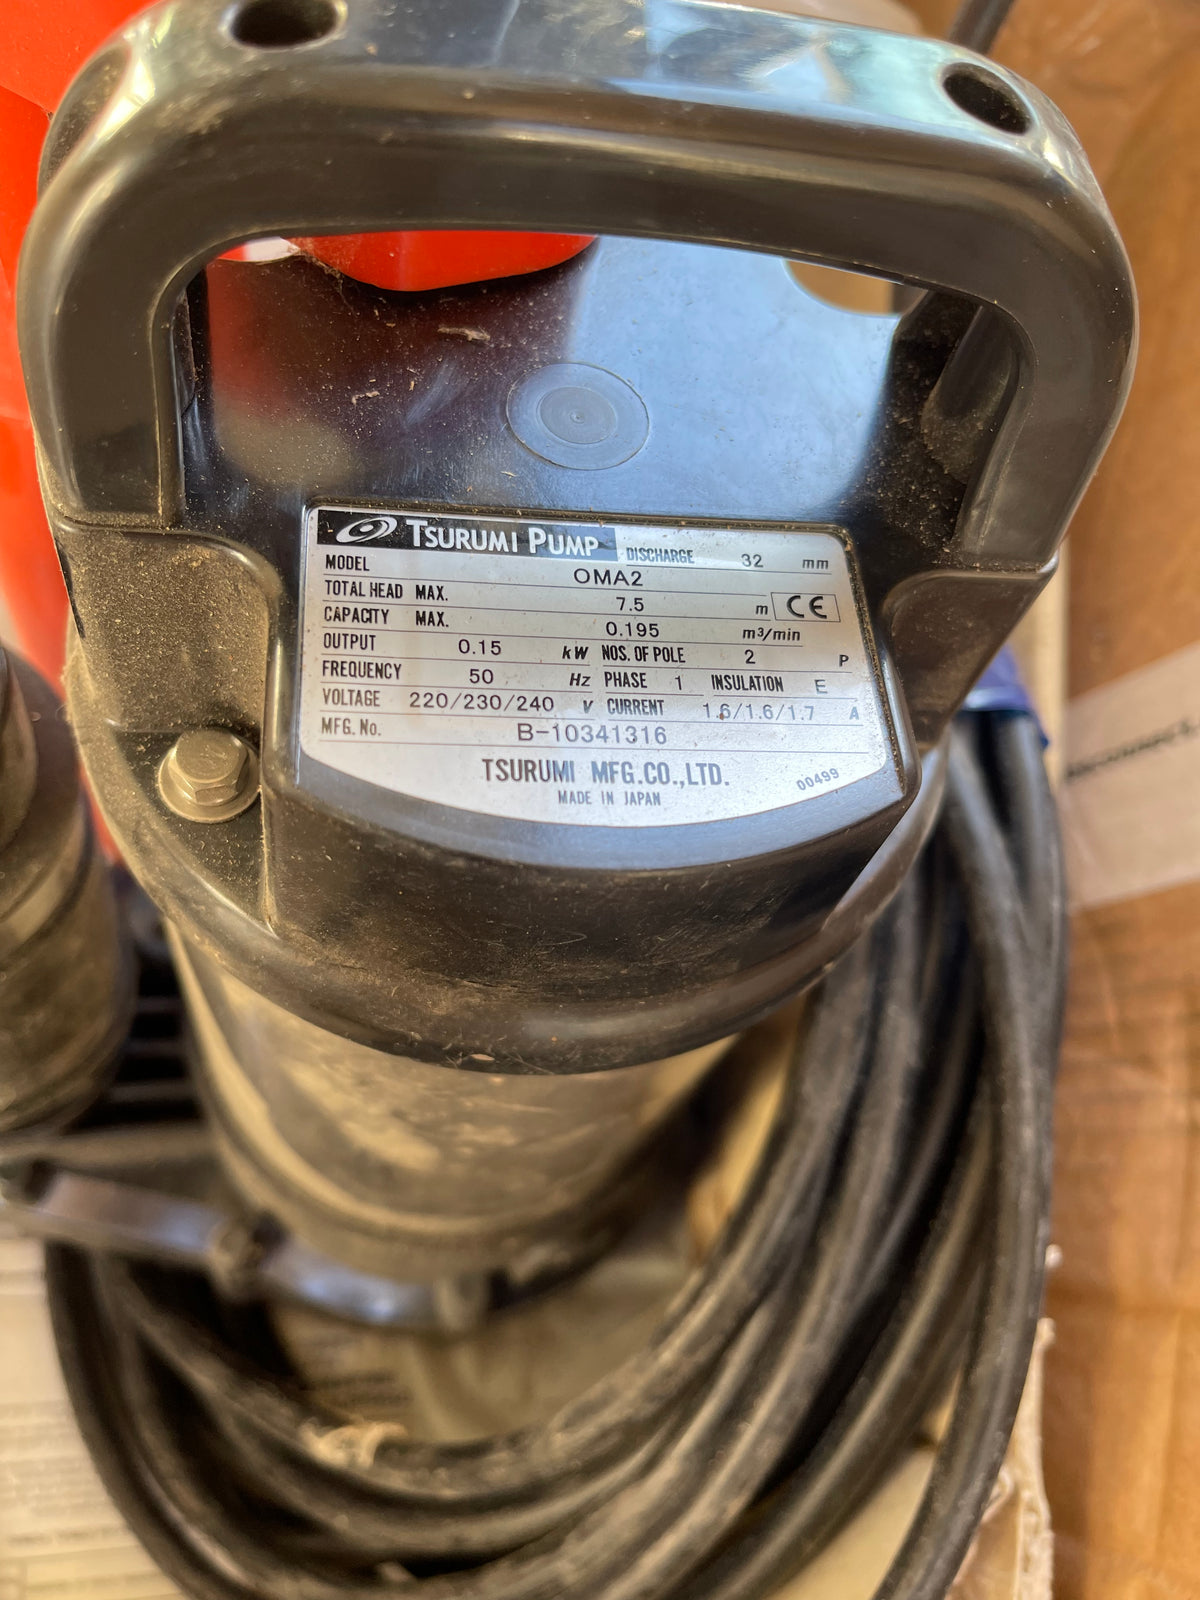 TSURUMI PUMP DISCHARGE 32 mm
MODEL OMA2
TOTAL HEAD MAX. 7.5 m CE
CAPACITY MAX. 0.195 m³/min
OUTPUT 0.15 kW NOS. OF POLE 2 P
FREQUENCY 50 Hz PHASE 1 INSULATION E
VOLTAGE 220/230/240 V CURRENT 1.6/1.6/1.7 A
MFG. No. B-10341316
TSURUMI MFG.CO.,LTD. 00499
MADE IN JAPAN